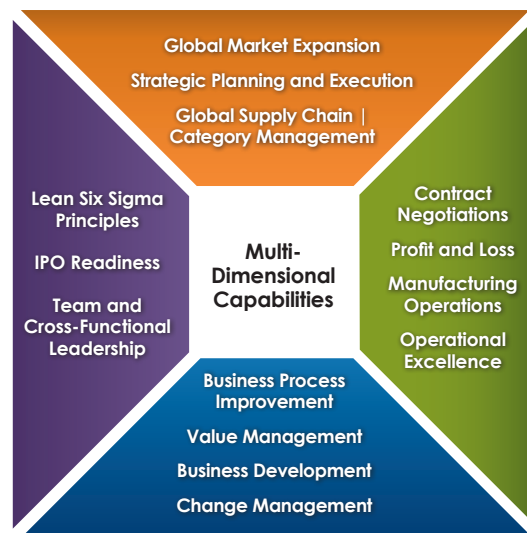 Global Market Expansion
Strategic Planning and Execution
Global Supply Chain |
Category Management
Lean Six Sigma
Principles
IPO Readiness
Team and
Cross-Functional
Leadership
Multi-
Dimensional
Capabilities
Contract
Negotiations
Profit and Loss
Manufacturing
Operations
Operational
Excellence
Business Process
Improvement
Value Management
Business Development
Change Management